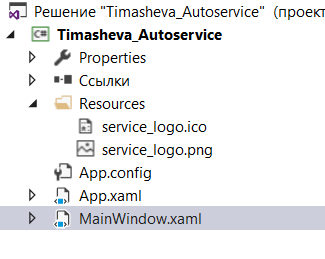 Решение "Timasheva_Autoservice" (проект
C# Timasheva_Autoservice
Properties
Ссылки
Resources
service_logo.ico
service_logo.png
App.config
App.xaml
MainWindow.xaml